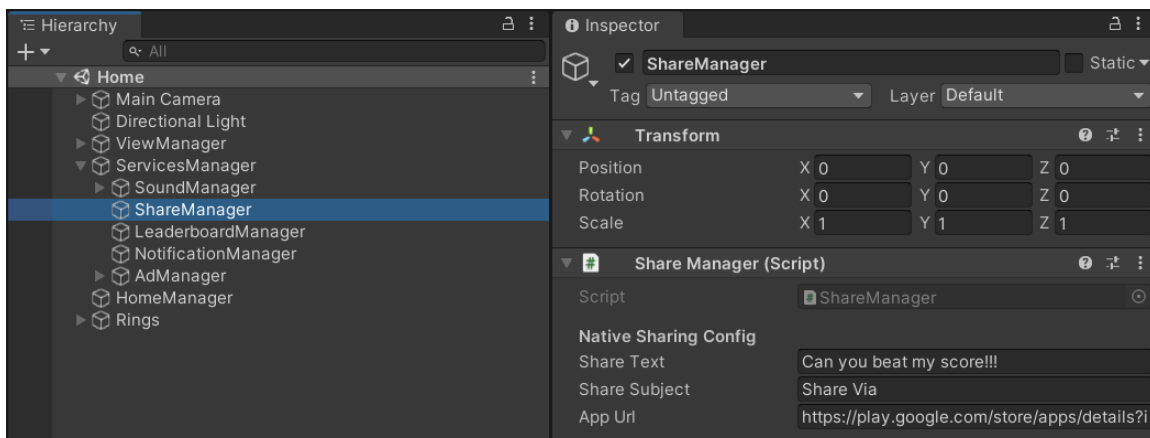 Hierarchy
All
Home
Main Camera
Directional Light
ViewManager
ServicesManager
SoundManager
ShareManager
LeaderboardManager
NotificationManager
AdManager
HomeManager
Rings
Inspector
ShareManager Static
Tag Untagged Layer Default
Transform
Position X 0 Y 0 Z 0
Rotation X 0 Y 0 Z 0
Scale X 1 Y 1 Z 1
# Share Manager (Script)
Script ShareManager
Native Sharing Config
Share Text Can you beat my score!!!
Share Subject Share Via
App Url https://play.google.com/store/apps/details?i